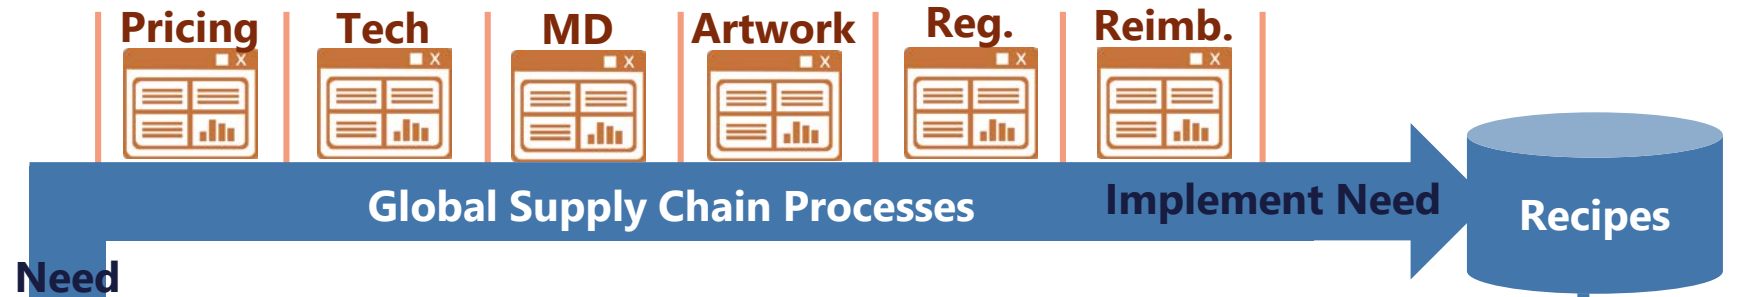 Pricing Tech MD Artwork Reg. Reimb.
Global Supply Chain Processes Implement Need
Recipes
Need